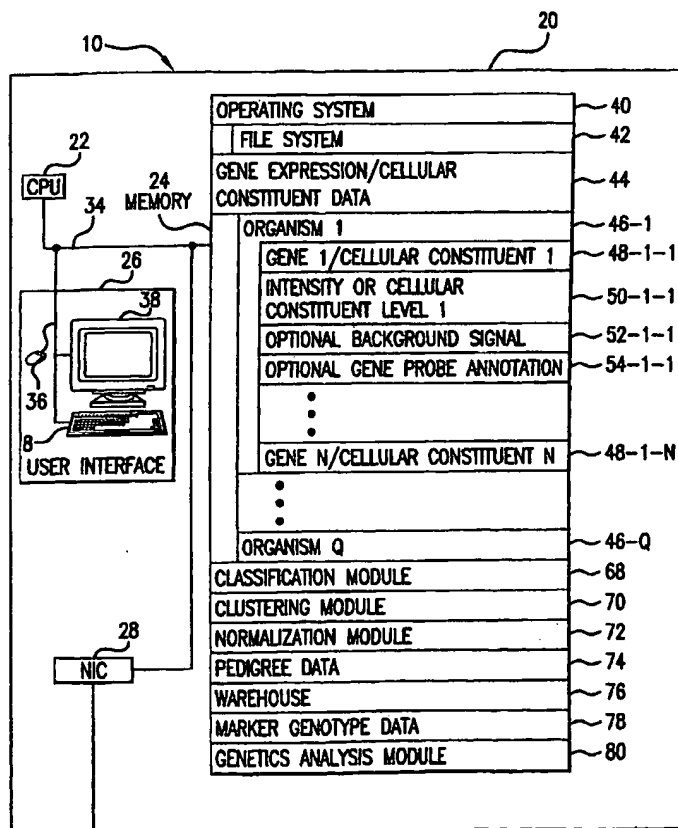 10
20
22
CPU
34
24
MEMORY
26
38
36
8
USER INTERFACE
28
NIC
OPERATING SYSTEM
40
FILE SYSTEM
42
GENE EXPRESSION/CELLULAR
CONSTITUENT DATA
44
ORGANISM 1
46-1
GENE 1/CELLULAR CONSTITUENT 1
48-1-1
INTENSITY OR CELLULAR
CONSTITUENT LEVEL 1
50-1-1
OPTIONAL BACKGROUND SIGNAL
52-1-1
OPTIONAL GENE PROBE ANNOTATION
54-1-1
GENE N/CELLULAR CONSTITUENT N
48-1-N
ORGANISM Q
46-Q
CLASSIFICATION MODULE
68
CLUSTERING MODULE
70
NORMALIZATION MODULE
72
PEDIGREE DATA
74
WAREHOUSE
76
MARKER GENOTYPE DATA
78
GENETICS ANALYSIS MODULE
80